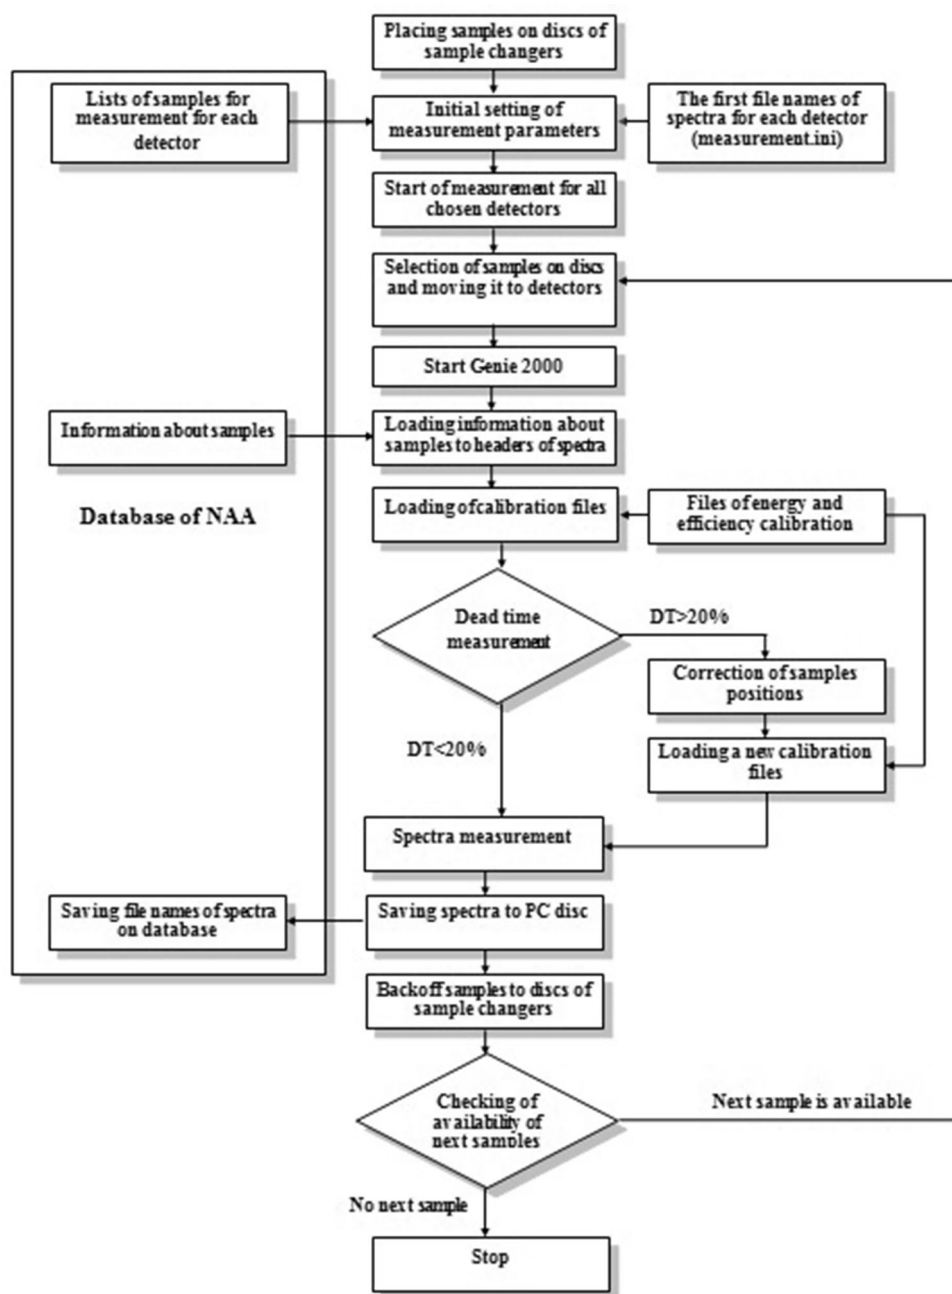 Placing samples on discs of
sample changers
Lists of samples for
measurement for each
detector
Initial setting of
measurement parameters
The first file names of
spectra for each detector
(measurement.ini)
Start of measurement for all
chosen detectors
Selection of samples on discs
and moving it to detectors
Start Genie 2000
Information about samples
Loading information about
samples to headers of spectra
Database of NAA
Loading of calibration files
Files of energy and
efficiency calibration
Dead time
measurement
DT>20%
Correction of samples
positions
DT<20%
Loading a new calibration
files
Spectra measurement
Saving file names of spectra
on database
Saving spectra to PC disc
Backoff samples to discs of
sample changers
Checking of
availability of
next samples
Next sample is available
No next sample
Stop